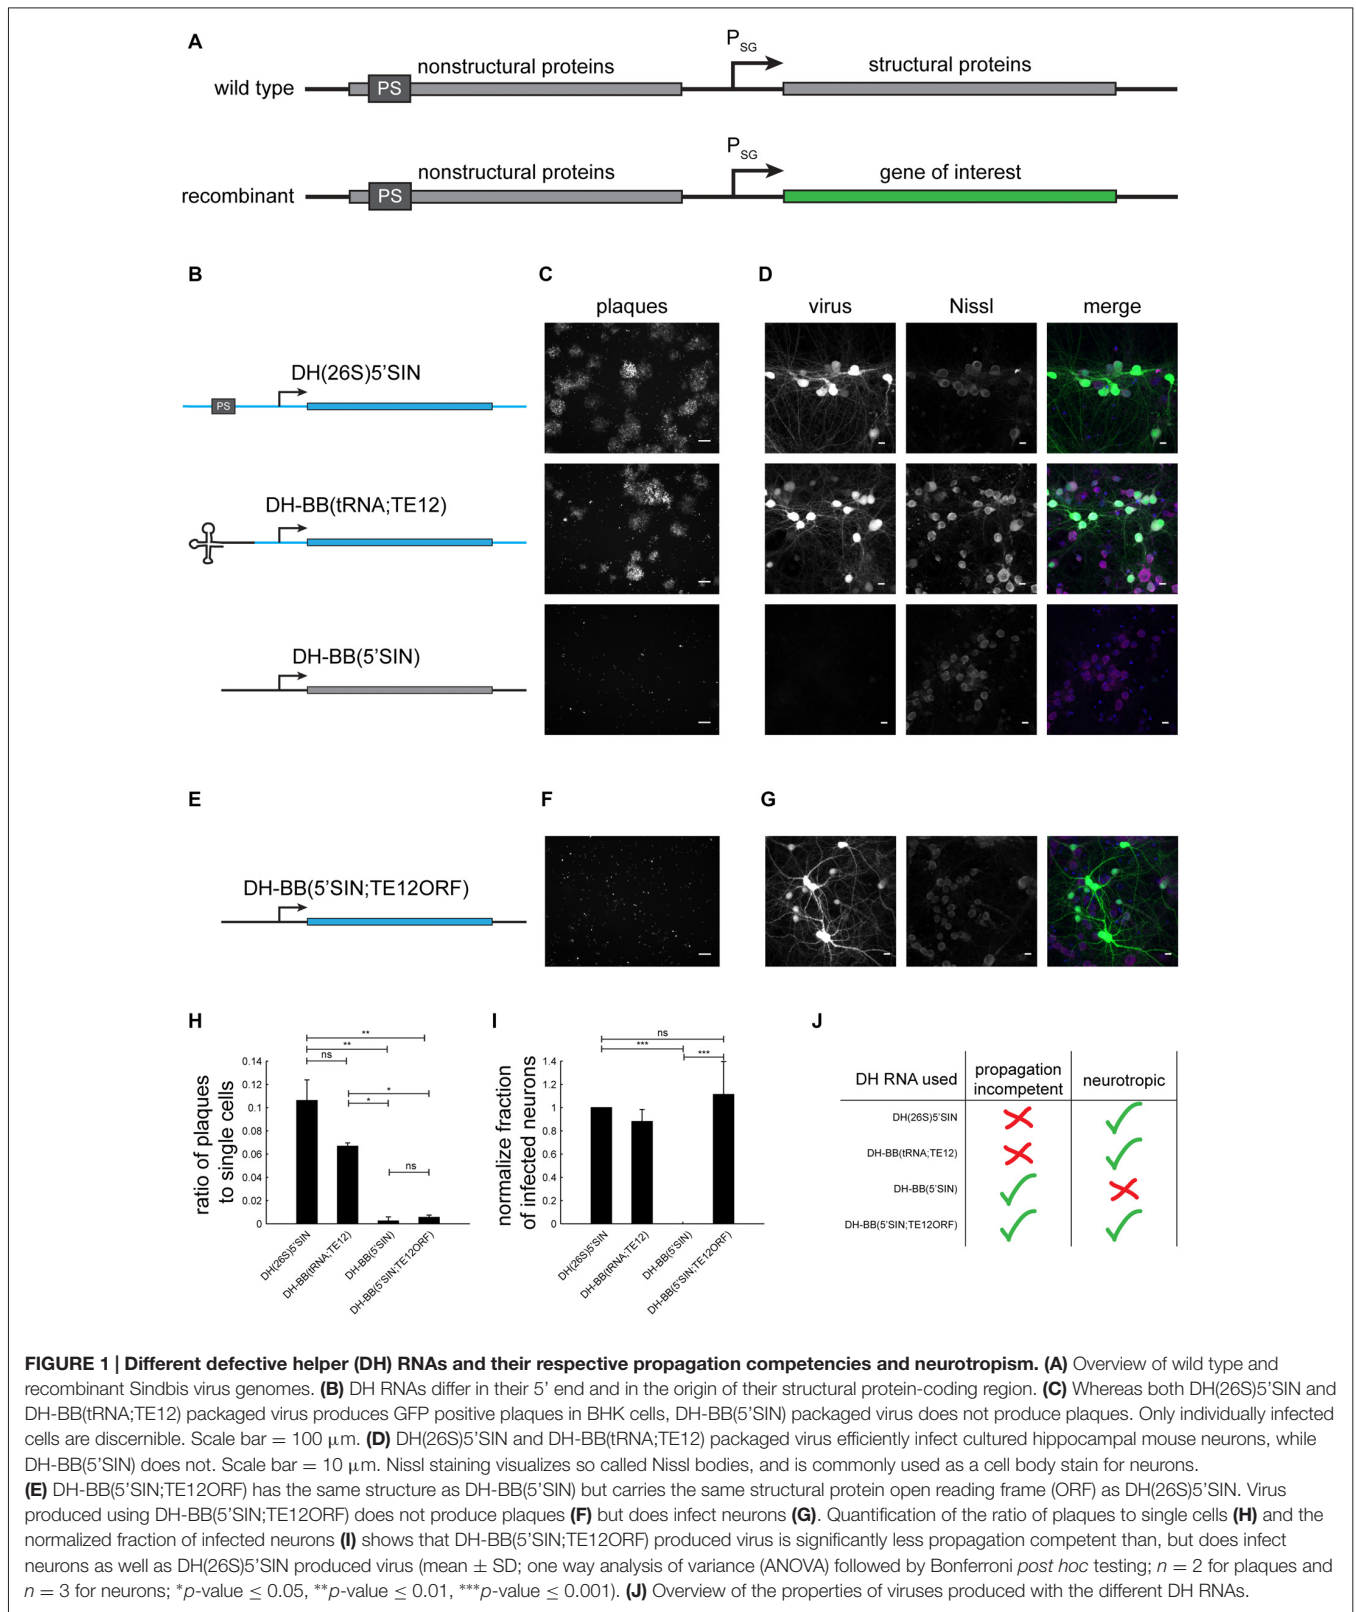 A
wild type
nonstructural proteins
PS
P SG
structural proteins
recombinant
nonstructural proteins
PS
P SG
gene of interest
B
DH(26S)5'SIN
PS
DH-BB(tRNA;TE12)
DH-BB(5'SIN)
C
plaques
D
virus
Nissl
merge
E
DH-BB(5'SIN;TE12ORF)
F
G
H
ratio of plaques
to single cells
0.14
0.12
0.1
0.08
0.06
0.04
0.02
0
**
**
ns
*
*
ns
DH(26S)5'SIN
DH-BB(tRNA;TE12)
DH-BB(5'SIN)
DH-BB(5'SIN;TE12ORF)
I
normalize fraction
of infected neurons
1.4
1.2
1
0.8
0.6
0.4
0.2
0
ns
***
***
DH(26S)5'SIN
DH-BB(tRNA;TE12)
DH-BB(5'SIN)
DH-BB(5'SIN;TE12ORF)
J
DH RNA used
propagation
incompetent
neurotropic
DH(26S)5'SIN
DH-BB(tRNA;TE12)
DH-BB(5'SIN)
DH-BB(5'SIN;TE12ORF)
FIGURE 1 | Different defective helper (DH) RNAs and their respective propagation competencies and neurotropism. (A) Overview of wild type and
recombinant Sindbis virus genomes. (B) DH RNAs differ in their 5' end and in the origin of their structural protein-coding region. (C) Whereas both DH(26S)5'SIN and
DH-BB(tRNA;TE12) packaged virus produces GFP positive plaques in BHK cells, DH-BB(5'SIN) packaged virus does not produce plaques. Only individually infected
cells are discernible. Scale bar = 100 μm. (D) DH(26S)5'SIN and DH-BB(tRNA;TE12) packaged virus efficiently infect cultured hippocampal mouse neurons, while
DH-BB(5'SIN) does not. Scale bar = 10 μm. Nissl staining visualizes so called Nissl bodies, and is commonly used as a cell body stain for neurons.
(E) DH-BB(5'SIN;TE12ORF) has the same structure as DH-BB(5'SIN) but carries the same structural protein open reading frame (ORF) as DH(26S)5'SIN. Virus
produced using DH-BB(5'SIN;TE12ORF) does not produce plaques (F) but does infect neurons (G). Quantification of the ratio of plaques to single cells (H) and the
normalized fraction of infected neurons (I) shows that DH-BB(5'SIN;TE12ORF) produced virus is significantly less propagation competent than, but does infect
neurons as well as DH(26S)5'SIN produced virus (mean ± SD; one way analysis of variance (ANOVA) followed by Bonferroni post hoc testing; n = 2 for plaques and
n = 3 for neurons; *p-value ≤ 0.05, **p-value ≤ 0.01, ***p-value ≤ 0.001). (J) Overview of the properties of viruses produced with the different DH RNAs.